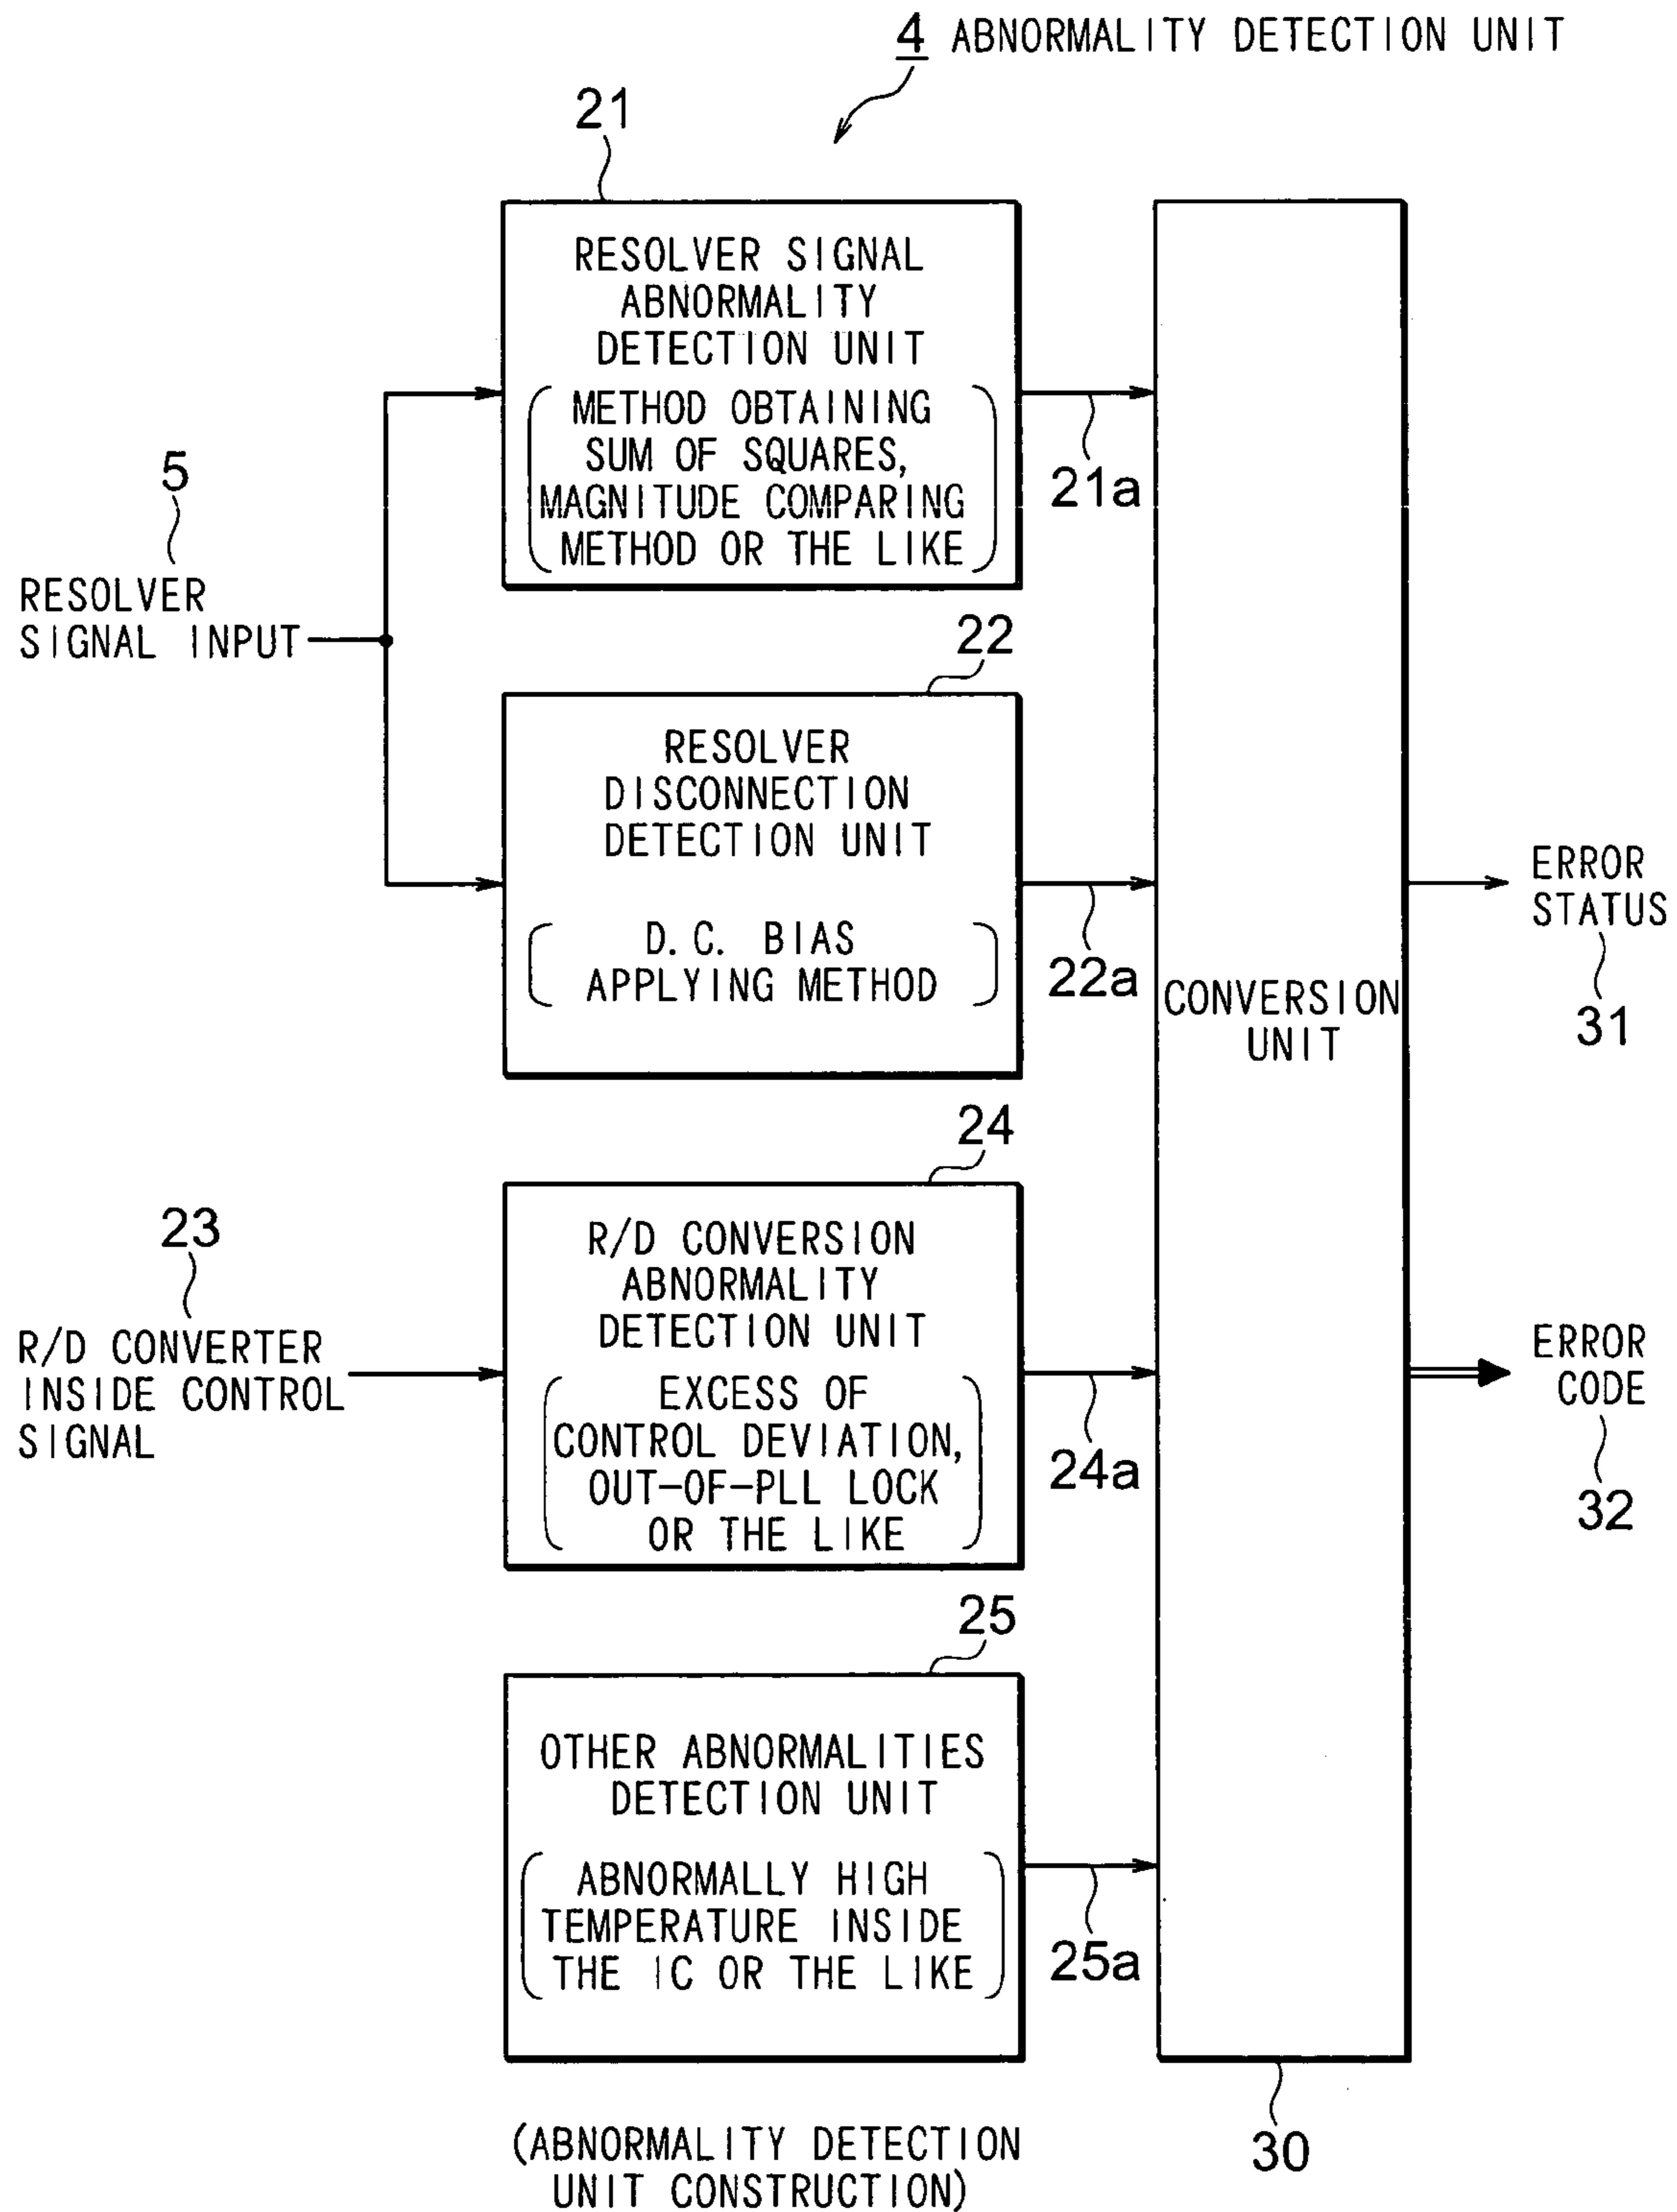 4 ABNORMALITY DETECTION UNIT
21
RESOLVER SIGNAL
ABNORMALITY
DETECTION UNIT
METHOD OBTAINING
SUM OF SQUARES,
MAGNITUDE COMPARING
METHOD OR THE LIKE
21a
5
RESOLVER
SIGNAL INPUT
22
RESOLVER
DISCONNECTION
DETECTION UNIT
D.C. BIAS
APPLYING METHOD
22a
CONVERSION
UNIT
ERROR
STATUS
31
23
R/D CONVERTER
INSIDE CONTROL
SIGNAL
24
R/D CONVERSION
ABNORMALITY
DETECTION UNIT
EXCESS OF
CONTROL DEVIATION,
OUT-OF-PLL LOCK
OR THE LIKE
24a
ERROR
CODE
32
25
OTHER ABNORMALITIES
DETECTION UNIT
ABNORMALLY HIGH
TEMPERATURE INSIDE
THE IC OR THE LIKE
25a
30
(ABNORMALITY DETECTION
UNIT CONSTRUCTION)